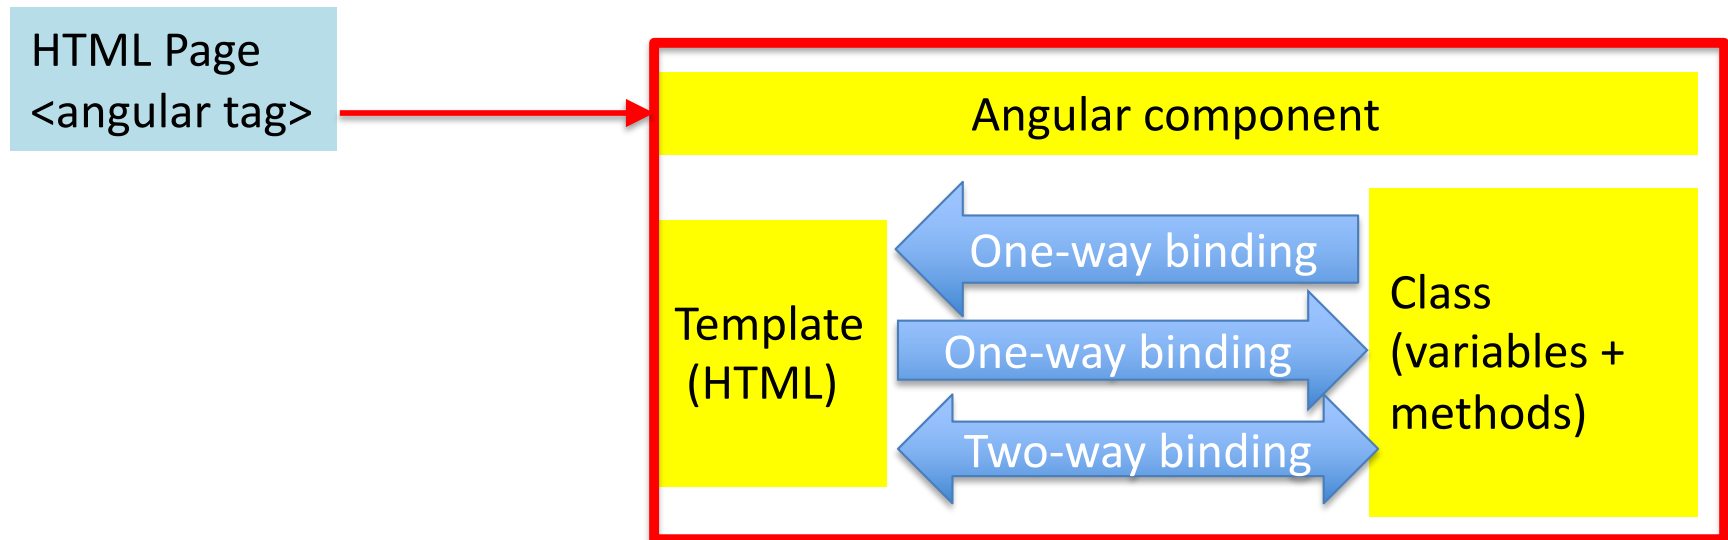 HTML Page
<angular tag>
Angular component
One-way binding
Template
(HTML)
One-way binding
Two-way binding
Class
(variables +
methods)